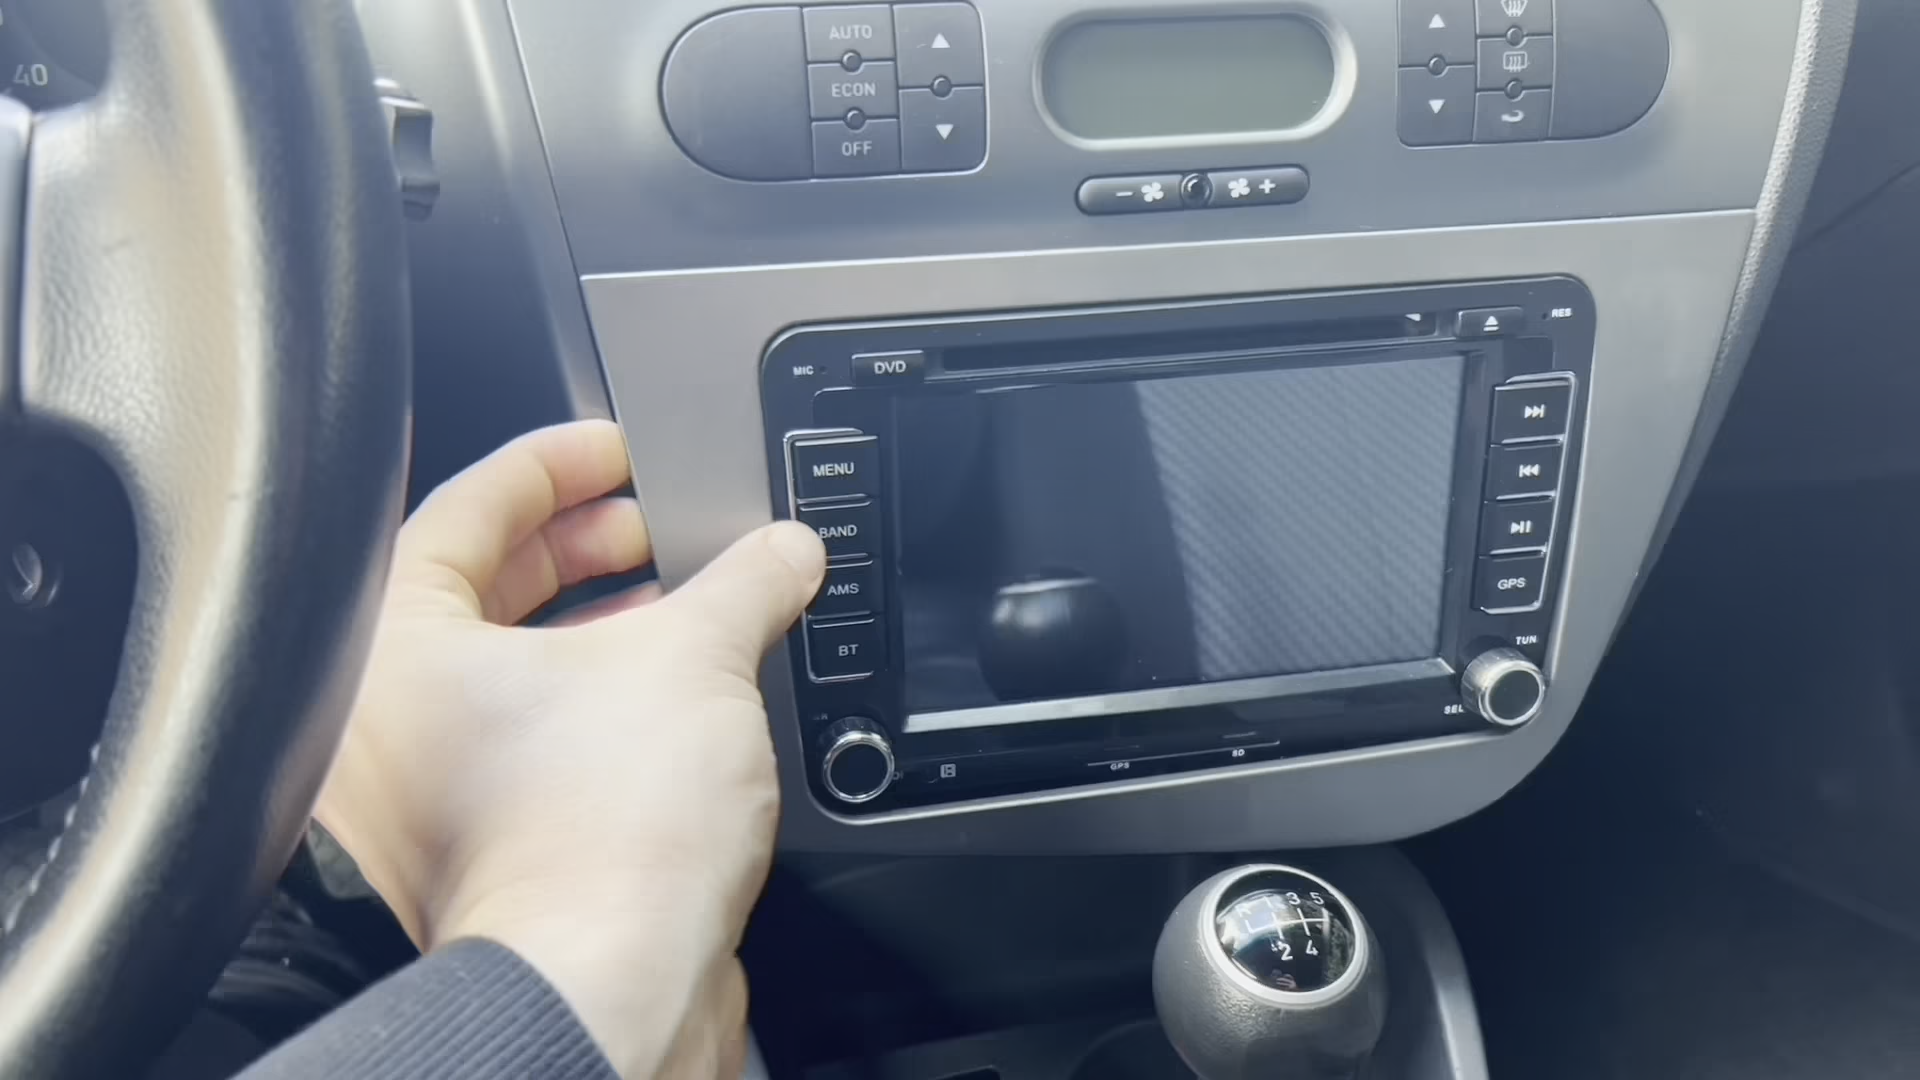 40
AUTO
ECON
OFF
- +
MIC
DVD
RES
MENU
BAND
AMS
BT
GPS
TUN
SEL
GPS
SD
3 5
2 4